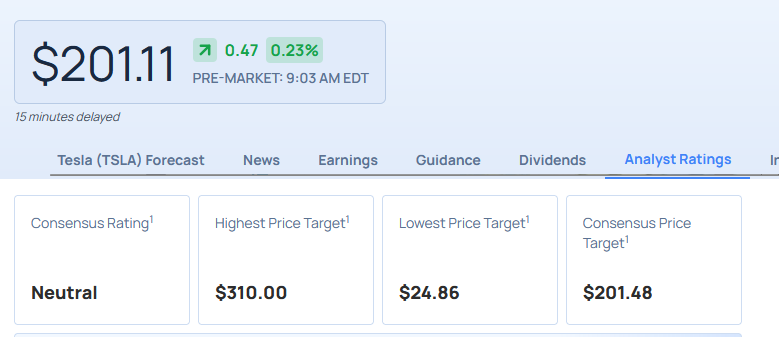 $201.11
0.47 0.23%
PRE-MARKET: 9:03 AM EDT
15 minutes delayed
Tesla (TSLA) Forecast News Earnings Guidance Dividends Analyst Ratings
Consensus Rating1
Neutral
Highest Price Target1
$310.00
Lowest Price Target1
$24.86
Consensus Price
Target1
$201.48